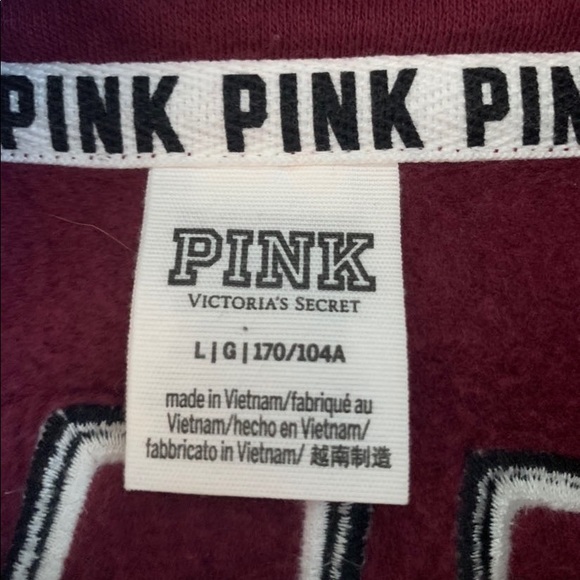 PINK PINK PIN
PINK
VICTORIA'S SECRET
L | G | 170/104A
made in Vietnam/fabriqué au
Vietnam/hecho en Vietnam/
fabbricato in Vietnam/ 越南制造